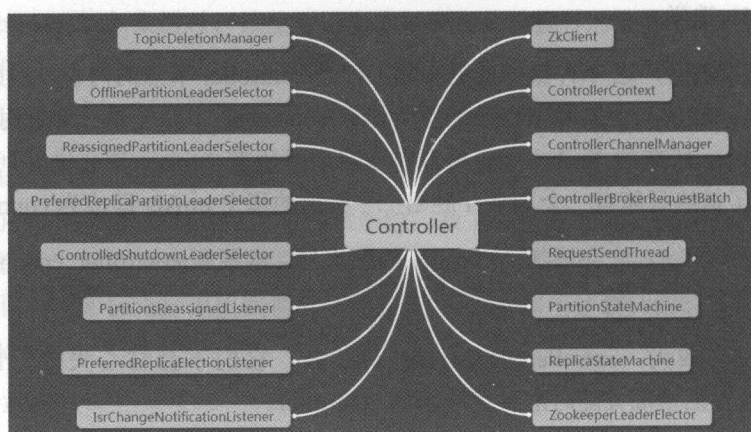 TopicDeletionManager
OfflinePartitionLeaderSelector
ReassignedPartitionLeaderSelector
PreferredReplicaPartitionLeaderSelector
ControlledShutdownLeaderSelector
PartitionsReassignedListener
PreferredReplicaElectionListener
IsrChangeNotificationListener
Controller
ZkClient
ControllerContext
ControllerChannelManager
ControllerBrokerRequestBatch
RequestSendThread
PartitionStateMachine
ReplicaStateMachine
ZookeeperLeaderElector